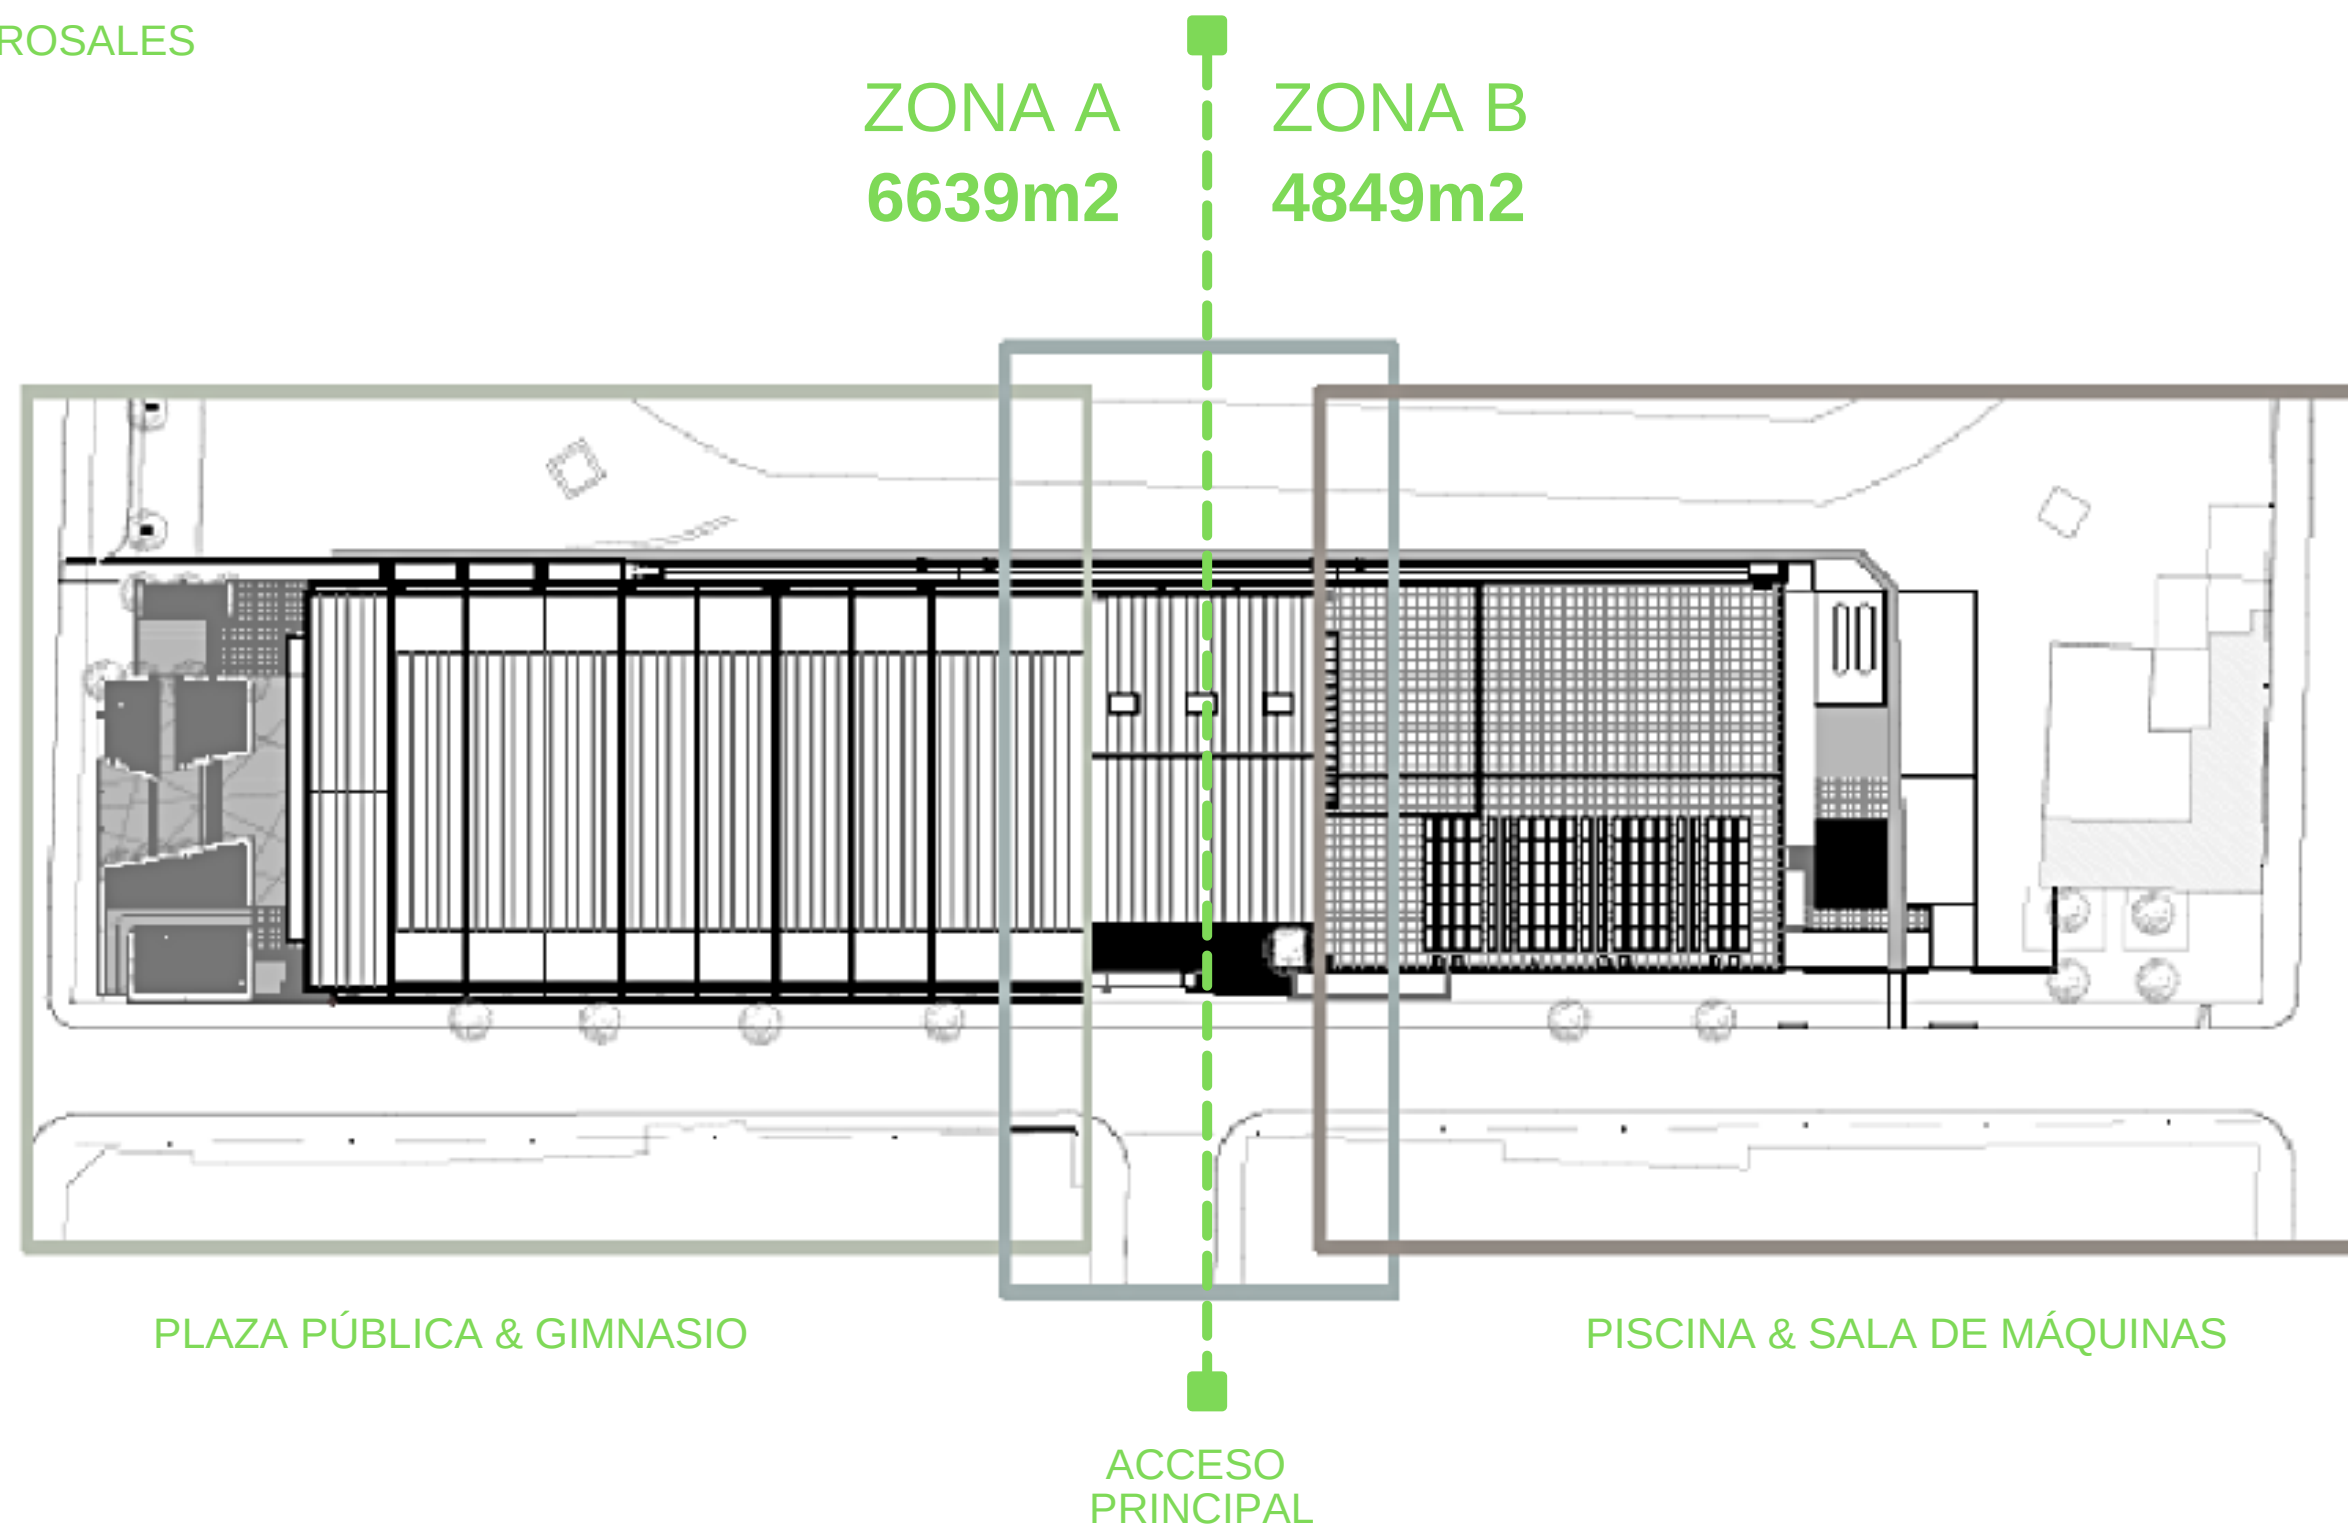 ROSALES
ZONA A
6639m2
ZONA B
4849m2
PLAZA PÚBLICA & GIMNASIO
PISCINA & SALA DE MÁQUINAS
ACCESO
PRINCIPAL